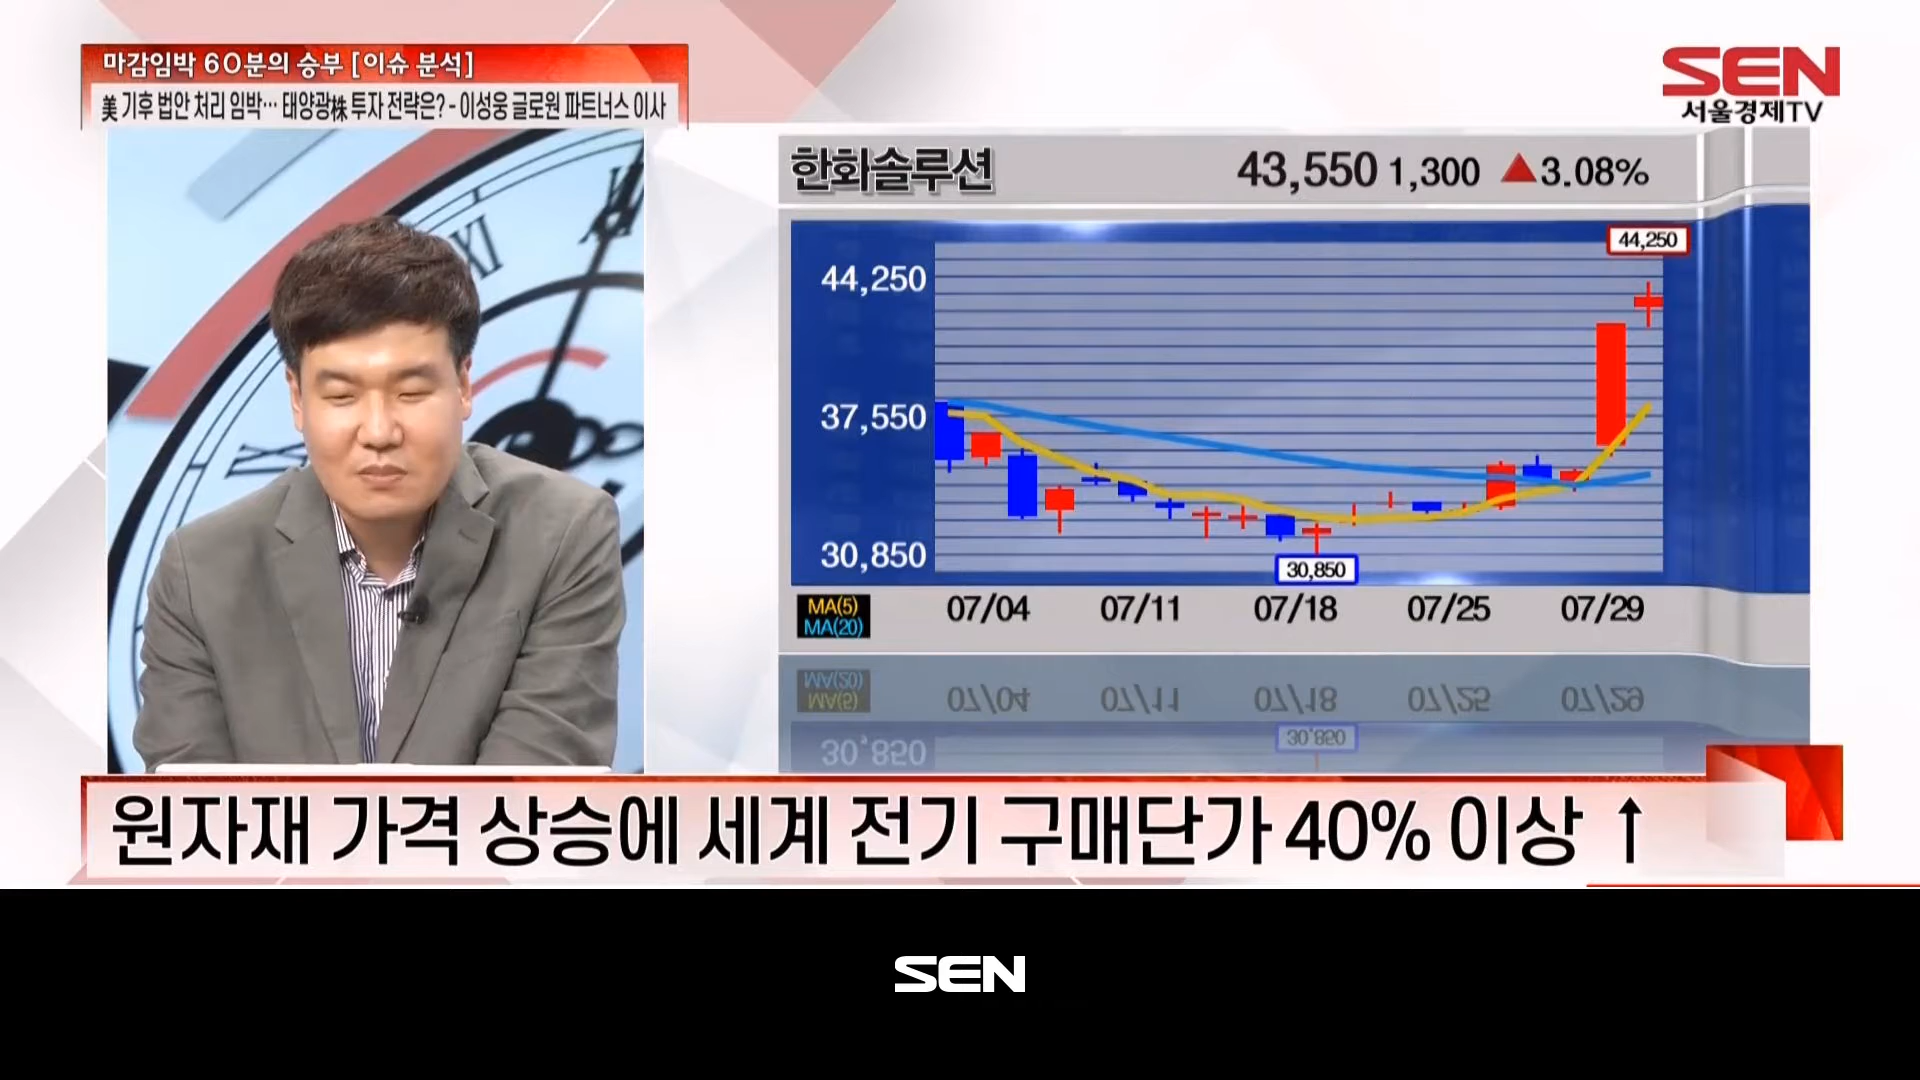 마감임박 60분의 승부 [이슈 분석]
美 기후 법안 처리 임박… 태양광株 투자 전략은? - 이성웅 글로원 파트너스 이사
SEN
서울경제TV
한화솔루션 43,550 1,300 ▲3.08%
44,250
44,250
37,550
30,850
30,850
MA(5)
MA(20)
07/04 07/11 07/18 07/25 07/29
XI
원자재 가격 상승에 세계 전기 구매단가 40% 이상 ↑
SEN